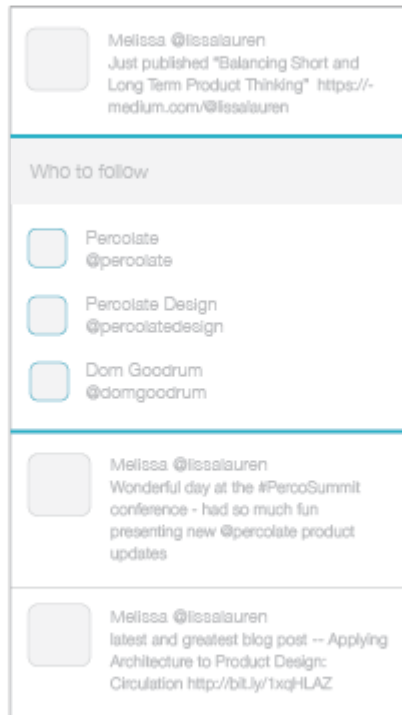 Melissa @lissalauren
Just published "Balancing Short and
Long Term Product Thinking" https://-
medium.com/@lissalauren
Who to follow
Percolate
@percolate
Percolate Design
@percolatedesign
Dom Goodrum
@domgoodrum
Melissa @lissalauren
Wonderful day at the #PercoSummit
conference - had so much fun
presenting new @percolate product
updates
Melissa @lissalauren
latest and greatest blog post -- Applying
Architecture to Product Design:
Circulation http://bit.ly/1xqHLAZ